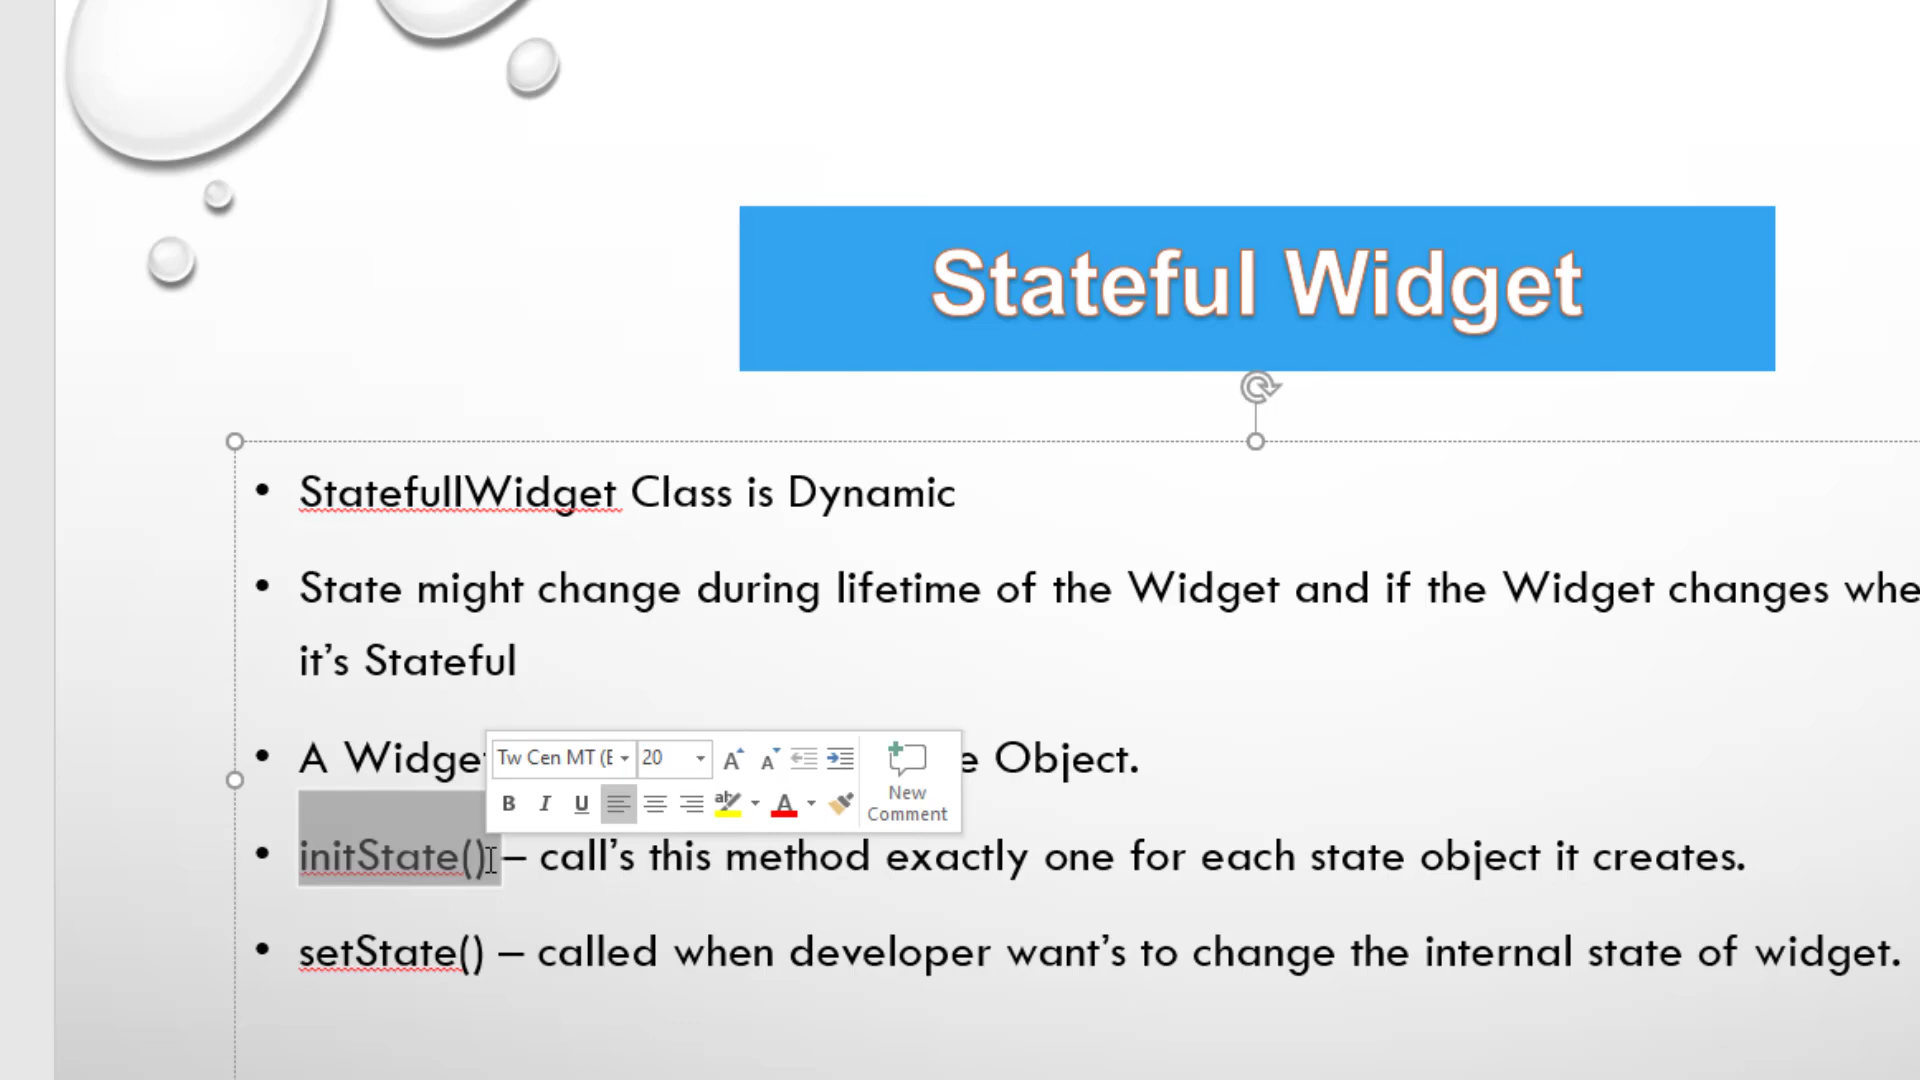 Stateful Widget
• StatefullWidget Class is Dynamic
• State might change during lifetime of the Widget and if the Widget changes
it's Stateful
• A Widget Object.
Tw Cen MT (E 20
B I U
New
Comment
• initState() – call's this method exactly one for each state object it creates.
• setState() – called when developer want's to change the internal state of widget.